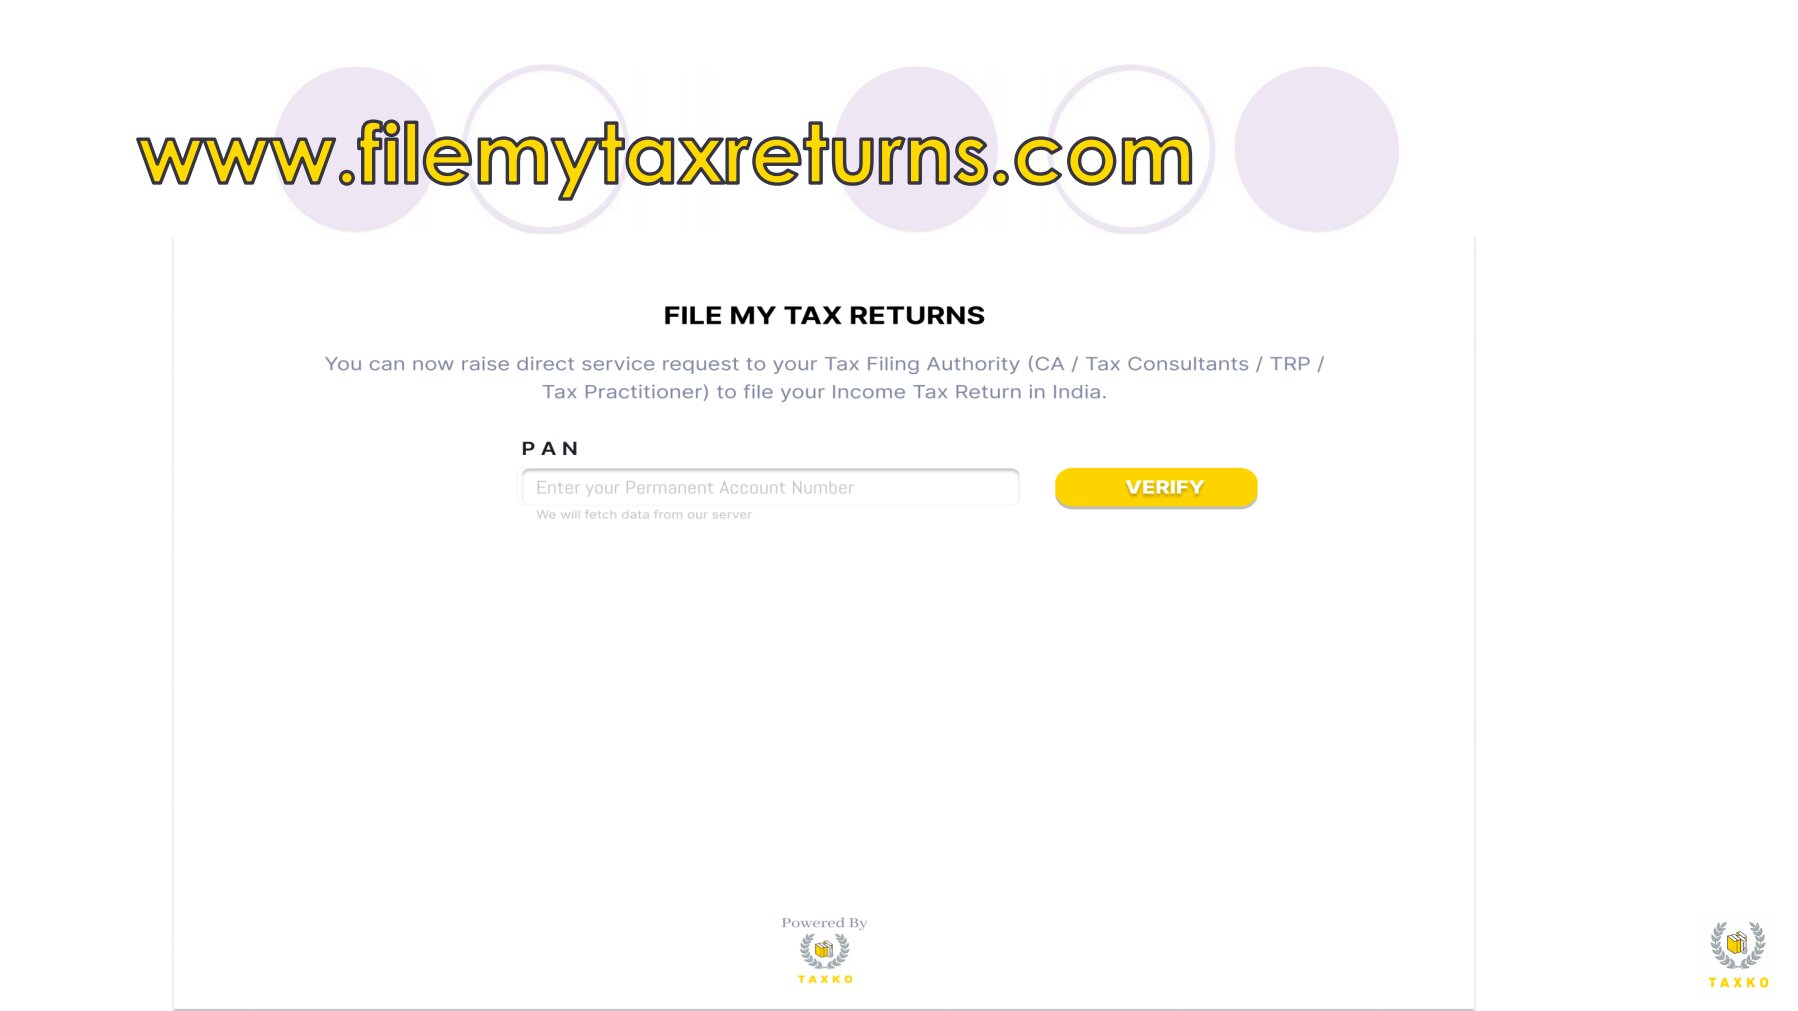 www.filemytaxreturns.com
FILE MY TAX RETURNS
You can now raise direct service request to your Tax Filing Authority (CA / Tax Consultants / TRP /
Tax Practitioner) to file your Income Tax Return in India.
PAN
Enter your Permanent Account Number
VERIFY
We will fetch data from our server
Powered By
TAXKO
TAXKO